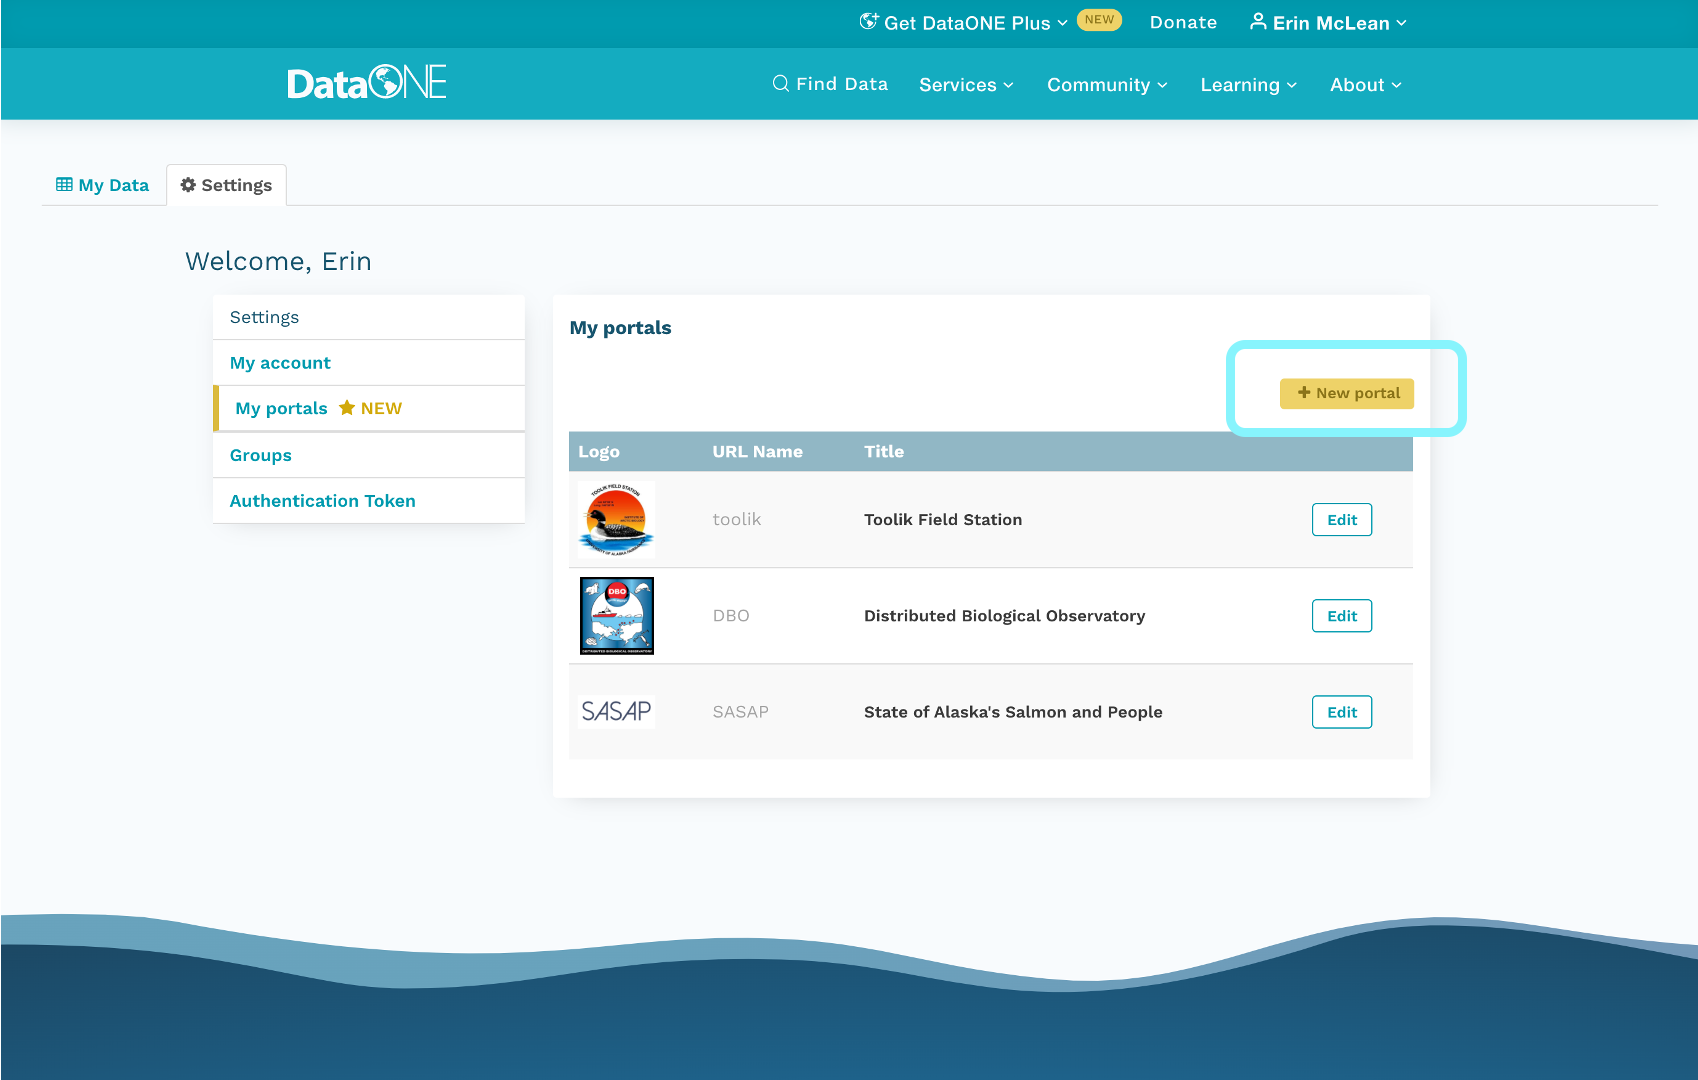 Get DataONE Plus NEW Donate Erin McLean
DataONE Find Data Services Community Learning About
My Data Settings
Welcome, Erin
Settings
My account
My portals NEW
Groups
Authentication Token
My portals
+ New portal
Logo URL Name Title
TOOLIK FIELD STATION
toolik Toolik Field Station Edit
DBO
DISTRIBUTED BIOLOGICAL OBSERVATORY
DBO Distributed Biological Observatory Edit
SASAP SASAP State of Alaska's Salmon and People Edit